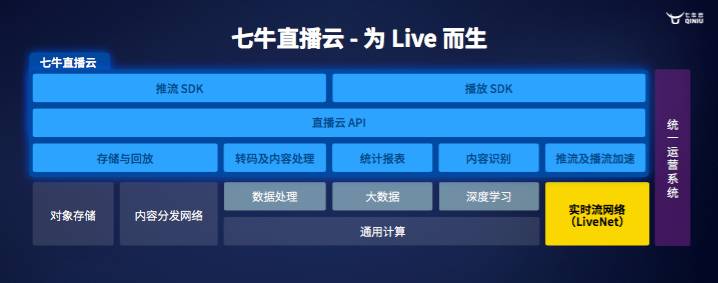 七牛云
QINIU
七牛直播云 - 为 Live 而生
七牛直播云
推流 SDK
播放 SDK
直播云 API
存储与回放
转码及内容处理
统计报表
内容识别
推流及播流加速
对象存储
内容分发网络
数据处理
大数据
深度学习
通用计算
实时流网络
（LiveNet）
统一运营系统